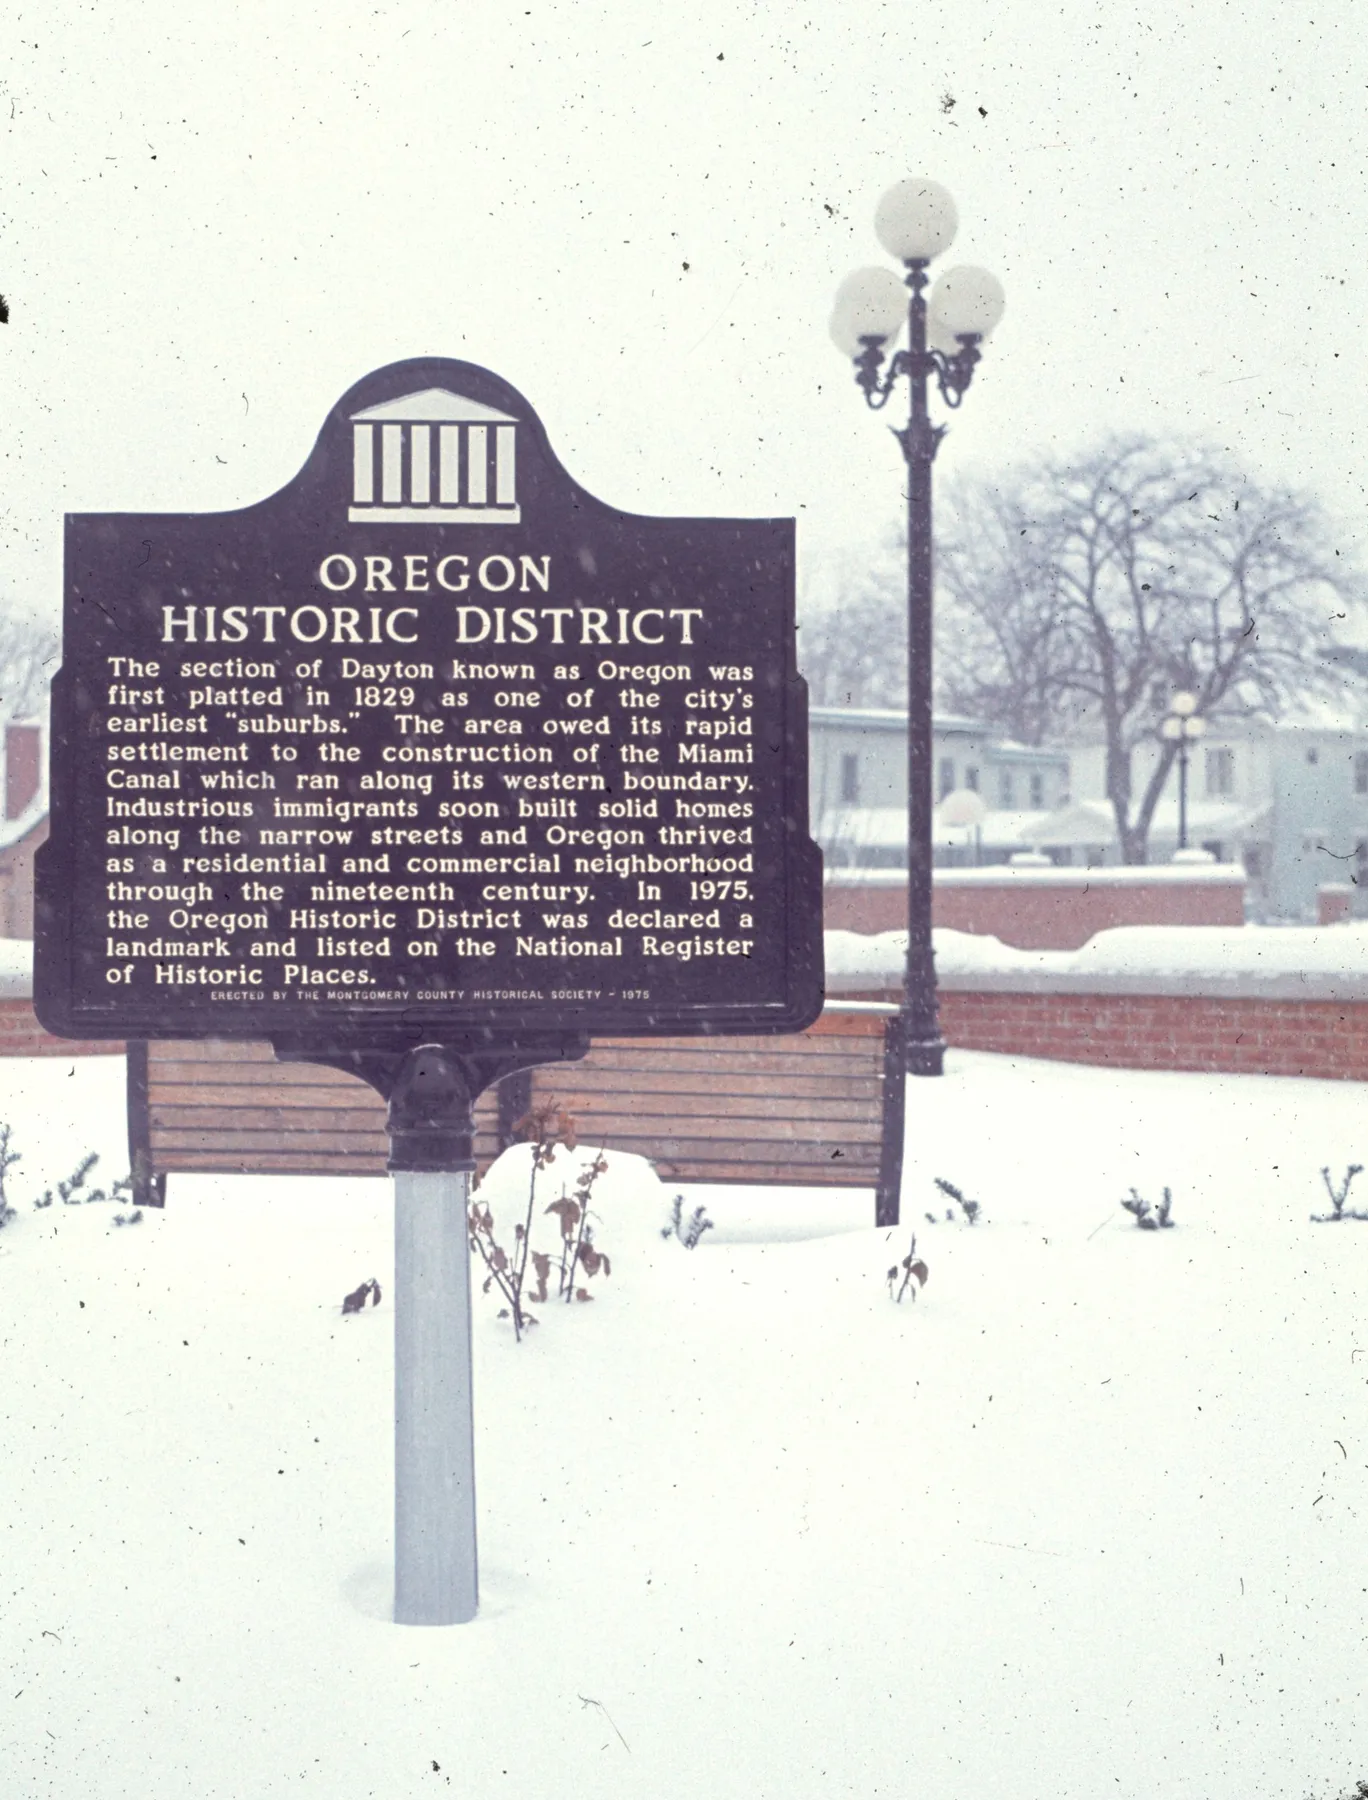 OREGON
HISTORIC DISTRICT
The section of Dayton known as Oregon was
first platted in 1829 as one of the city's
earliest "suburbs." The area owed its rapid
settlement to the construction of the Miami
Canal which ran along its western boundary.
Industrious immigrants soon built solid homes
along the narrow streets and Oregon thrived
as a residential and commercial neighborhood
through the nineteenth century. In 1975,
the Oregon Historic District was declared a
landmark and listed on the National Register
of Historic Places.
ERECTED BY THE MONTGOMERY COUNTY HISTORICAL SOCIETY - 1975